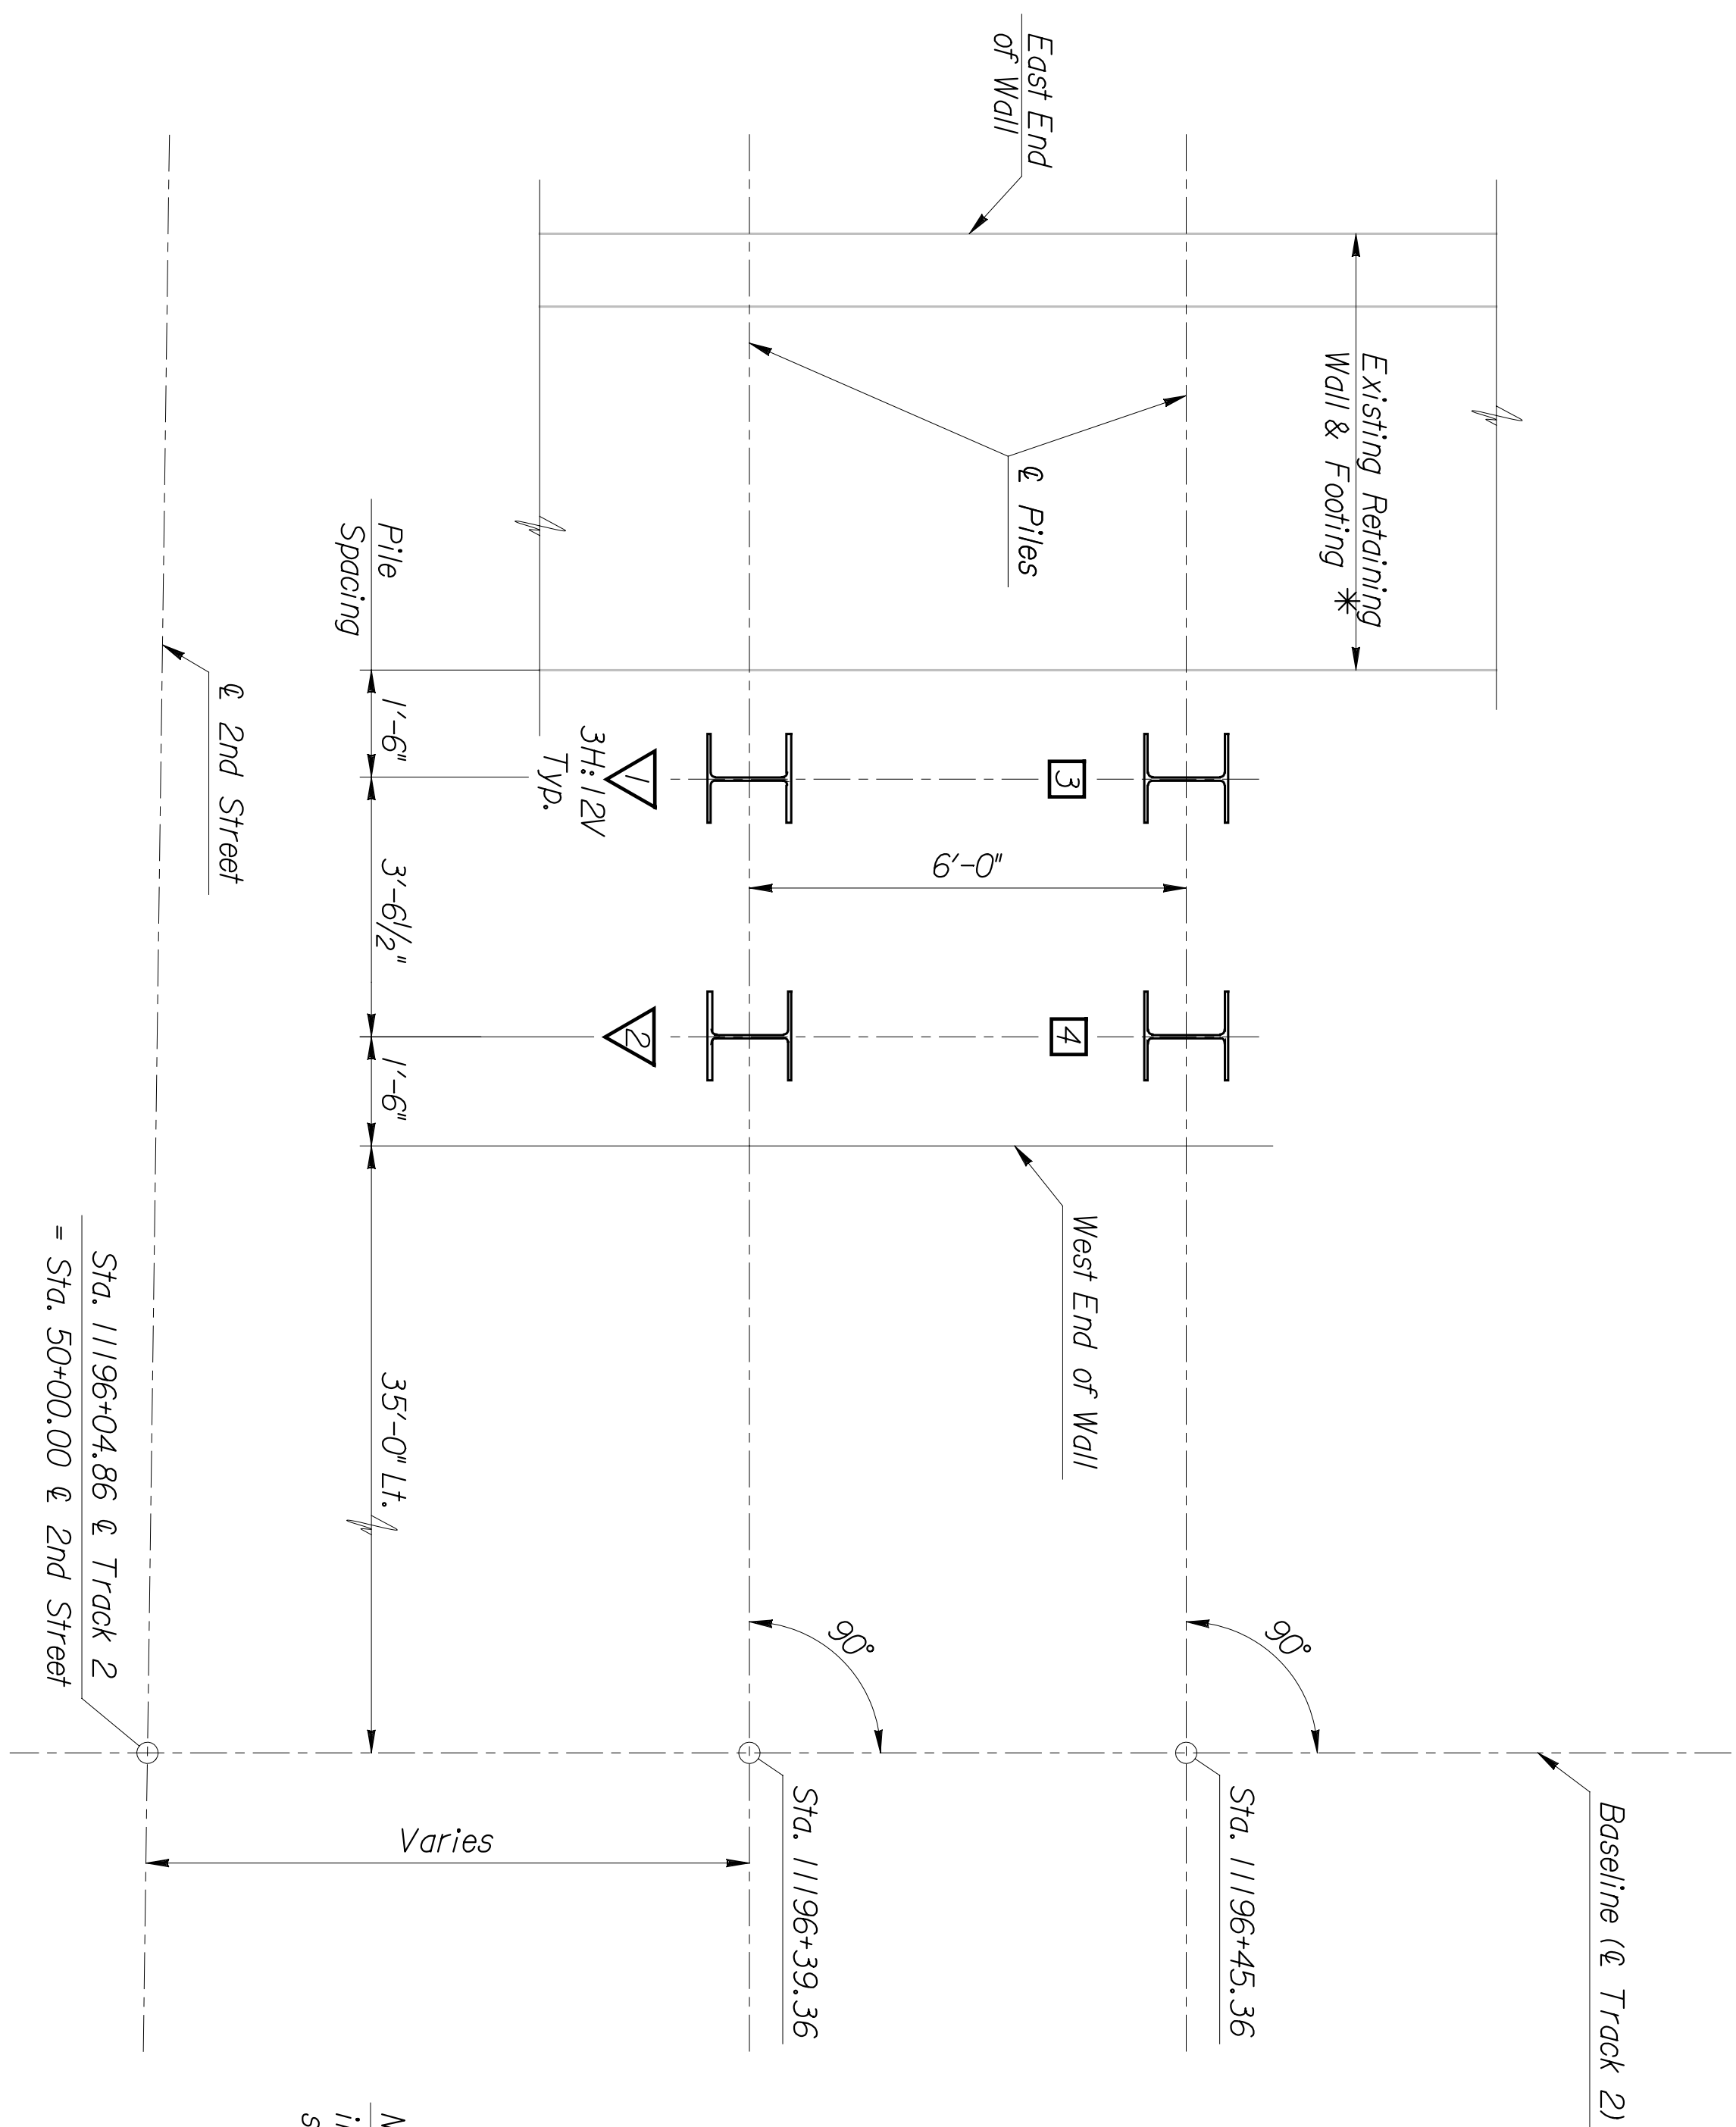 Baseline (℄ Track 2)
Sta. 11196+45.36
Sta. 11196+39.36
90°
90°
Varies
Existing Retaining
Wall & Footing *
East End
of Wall
℄ Piles
3
4
6'-0"
West End of Wall
1
3H:12V
Typ.
2
Pile
Spacing
1'-6"
3'-6½"
1'-6"
35'-0" Lt.
℄ 2nd Street
Sta. 11196+04.86 ℄ Track 2
= Sta. 50+00.00 ℄ 2nd Street